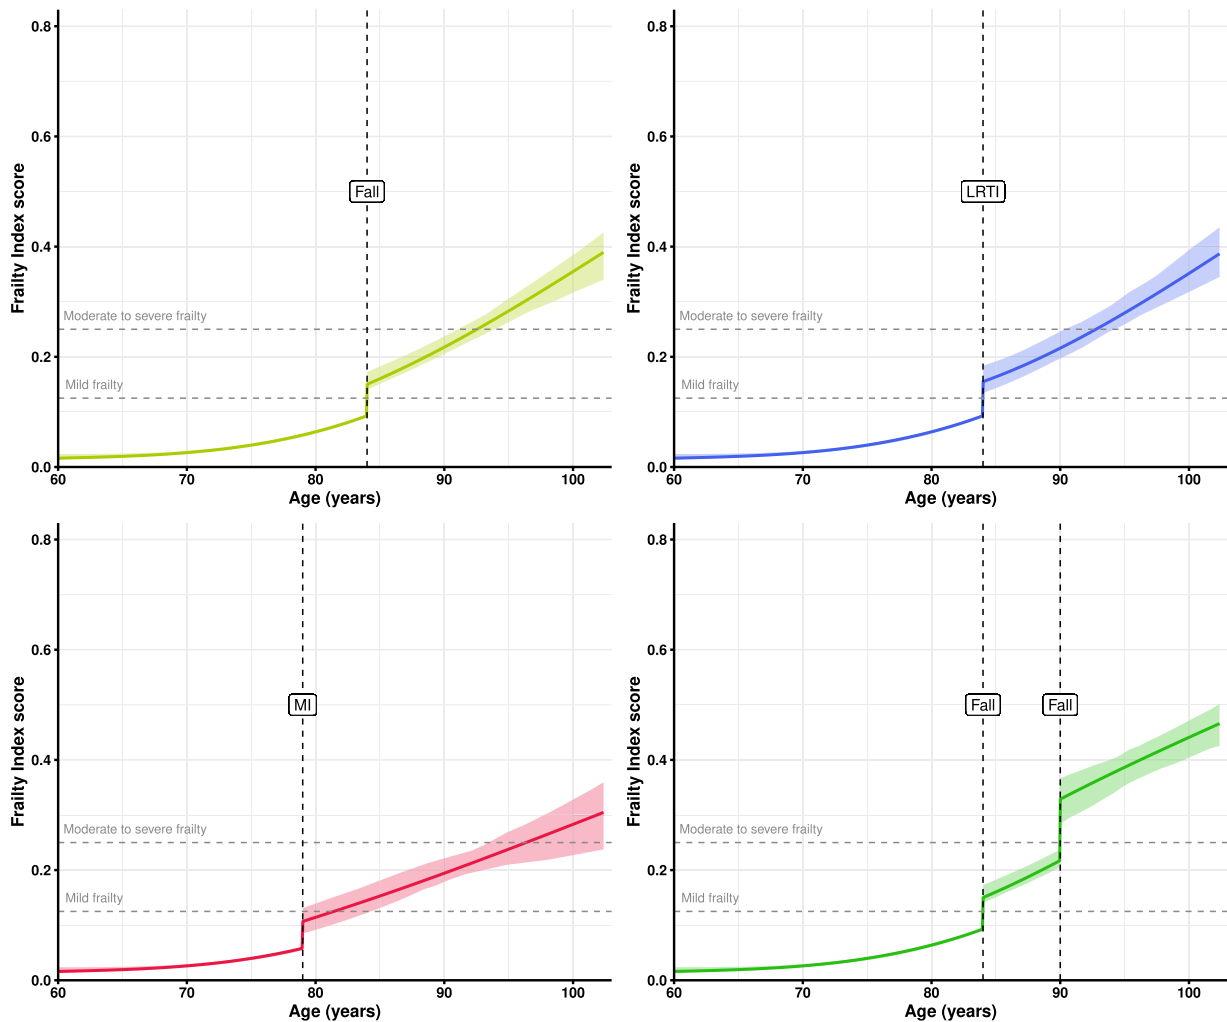 0.8
0.6
0.4
0.2
0.0
Frailty Index score
Fall
Moderate to severe frailty
Mild frailty
60 70 80 90 100
Age (years)
0.8
0.6
0.4
0.2
0.0
Frailty Index score
LRTI
Moderate to severe frailty
Mild frailty
60 70 80 90 100
Age (years)
0.8
0.6
0.4
0.2
0.0
Frailty Index score
MI
Moderate to severe frailty
Mild frailty
60 70 80 90 100
Age (years)
0.8
0.6
0.4
0.2
0.0
Frailty Index score
Fall Fall
Moderate to severe frailty
Mild frailty
60 70 80 90 100
Age (years)